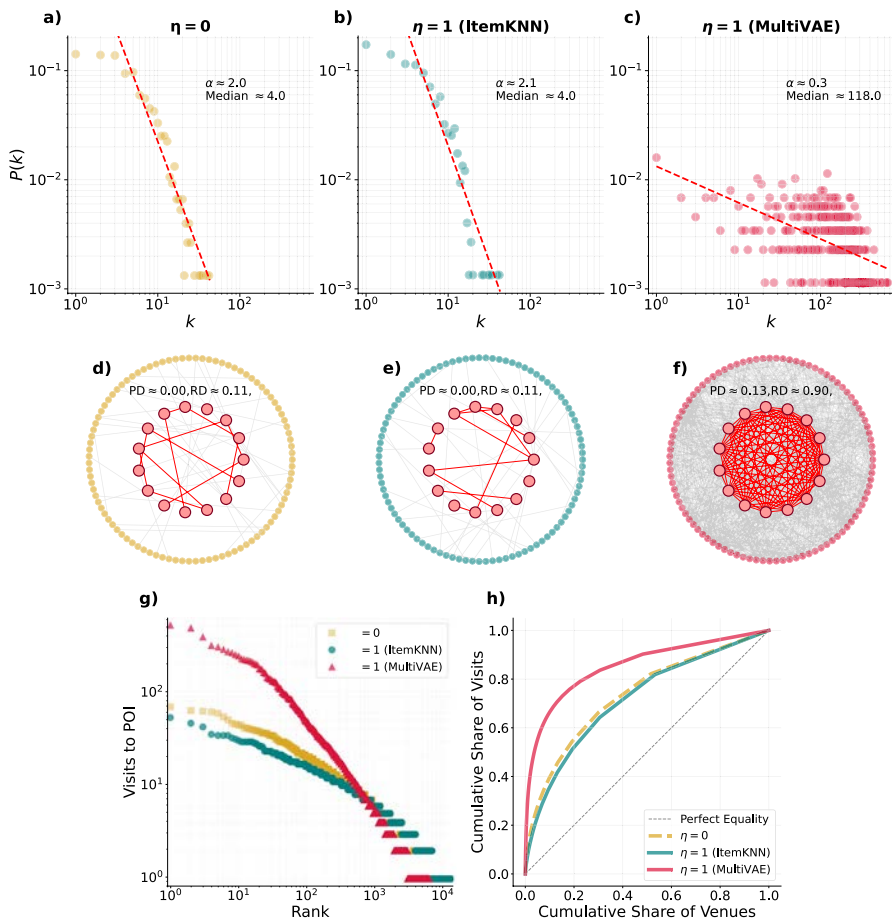 a) η = 0
b) η = 1 (ItemKNN)
c) η = 1 (MultiVAE)
P(k)
10⁻¹
10⁻²
10⁻³
α ≈ 2.0
Median ≈ 4.0
10⁰ 10¹ 10²
k
10⁻¹
10⁻²
10⁻³
α ≈ 2.1
Median ≈ 4.0
10⁰ 10¹ 10²
k
10⁻¹
10⁻²
10⁻³
α ≈ 0.3
Median ≈ 118.0
10⁰ 10¹ 10²
k
d)
PD ≈ 0.00,RD ≈ 0.11,
e)
PD ≈ 0.00,RD ≈ 0.11,
f)
PD ≈ 0.13,RD ≈ 0.90,
g)
Visits to POI
10²
10¹
10⁰
= 0
= 1 (ItemKNN)
= 1 (MultiVAE)
10⁰ 10¹ 10² 10³ 10⁴
Rank
h)
Cumulative Share of Visits
1.0
0.8
0.6
0.4
0.2
0.0
Perfect Equality
η = 0
η = 1 (ItemKNN)
η = 1 (MultiVAE)
0.0 0.2 0.4 0.6 0.8 1.0
Cumulative Share of Venues